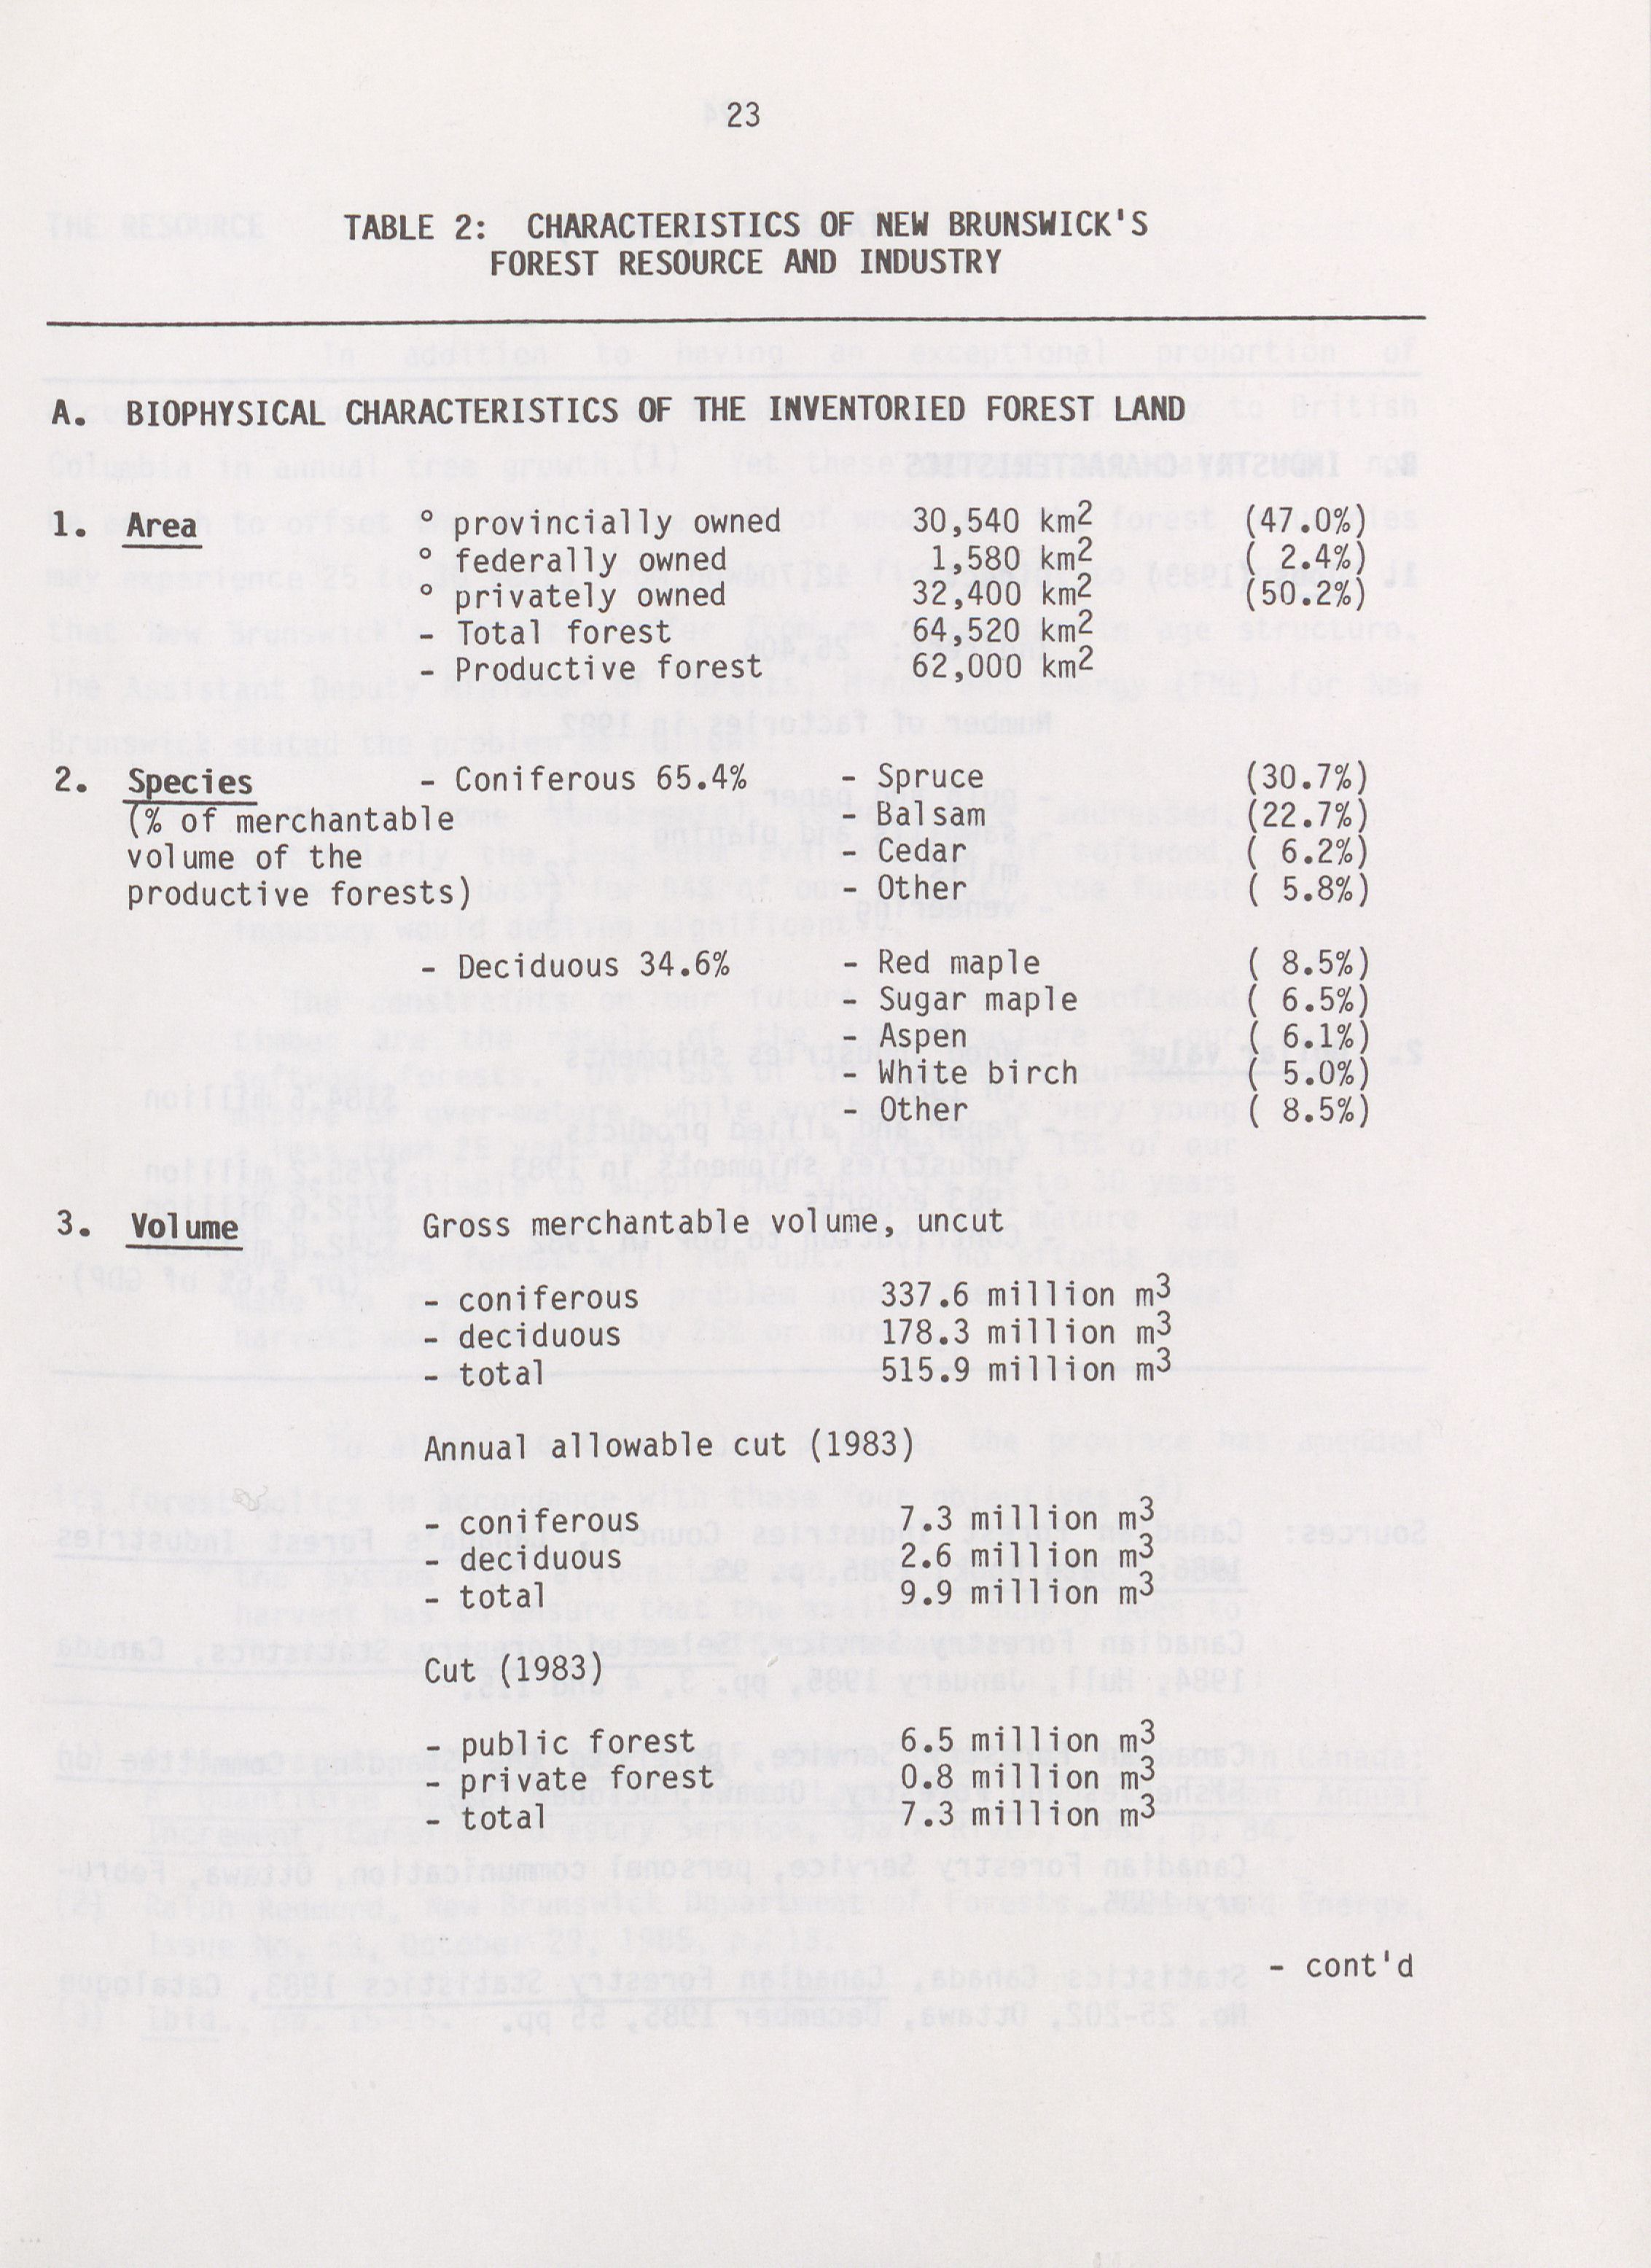 23
TABLE 2: CHARACTERISTICS OF NEW BRUNSWICK'S
FOREST RESOURCE AND INDUSTRY
A. BIOPHYSICAL CHARACTERISTICS OF THE INVENTORIED FOREST LAND
1. Area ° provincially owned 30,540 km2 (47.0%)
° federally owned 1,580 km2 ( 2.4%)
° privately owned 32,400 km2 (50.2%)
- Total forest 64,520 km2
- Productive forest 62,000 km2
2. Species - Coniferous 65.4% - Spruce (30.7%)
(% of merchantable - Balsam (22.7%)
volume of the - Cedar ( 6.2%)
productive forests) - Other ( 5.8%)
- Deciduous 34.6% - Red maple ( 8.5%)
- Sugar maple ( 6.5%)
- Aspen ( 6.1%)
- White birch ( 5.0%)
- Other ( 8.5%)
3. Volume Gross merchantable volume, uncut
- coniferous 337.6 million m3
- deciduous 178.3 million m3
- total 515.9 million m3
Annual allowable cut (1983)
- coniferous 7.3 million m3
- deciduous 2.6 million m3
- total 9.9 million m3
Cut (1983)
- public forest 6.5 million m3
- private forest 0.8 million m3
- total 7.3 million m3
- cont'd